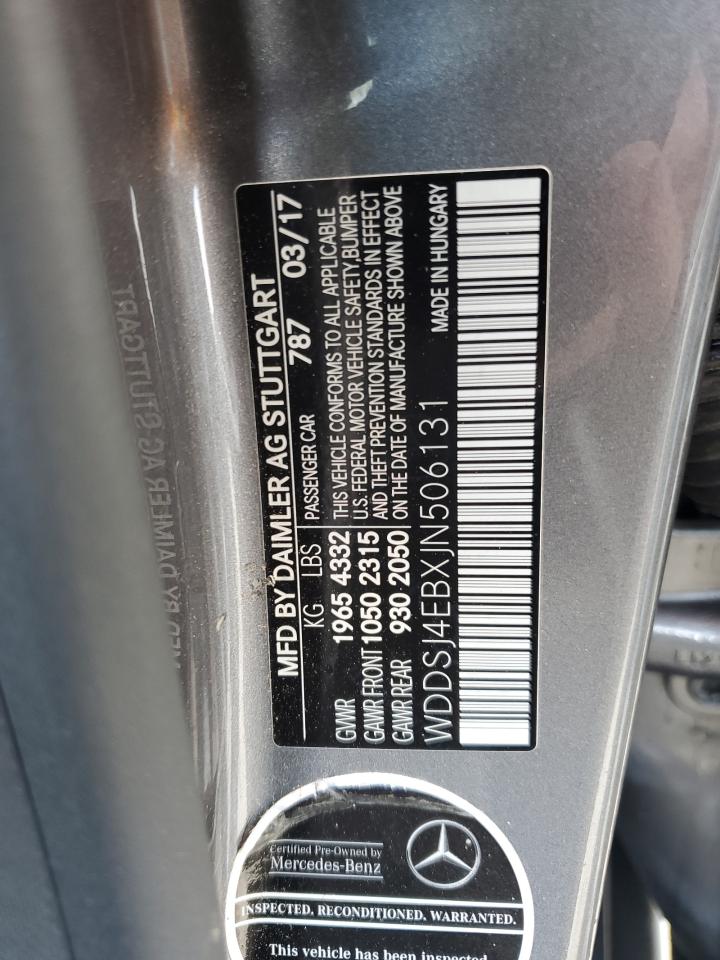 MFD BY DAIMLER AG STUTTGART
787 03/17
KG LBS PASSENGER CAR
GVWR 1965 4332
GAWR FRONT 1050 2315
GAWR REAR 930 2050
THIS VEHICLE CONFORMS TO ALL APPLICABLE
U.S. FEDERAL MOTOR VEHICLE SAFETY,BUMPER
AND THEFT PREVENTION STANDARDS IN EFFECT
ON THE DATE OF MANUFACTURE SHOWN ABOVE
WDDSJ4EBXJN506131 MADE IN HUNGARY
Certified Pre-Owned by
Mercedes-Benz
INSPECTED. RECONDITIONED. WARRANTED.
This vehicle has been inspected